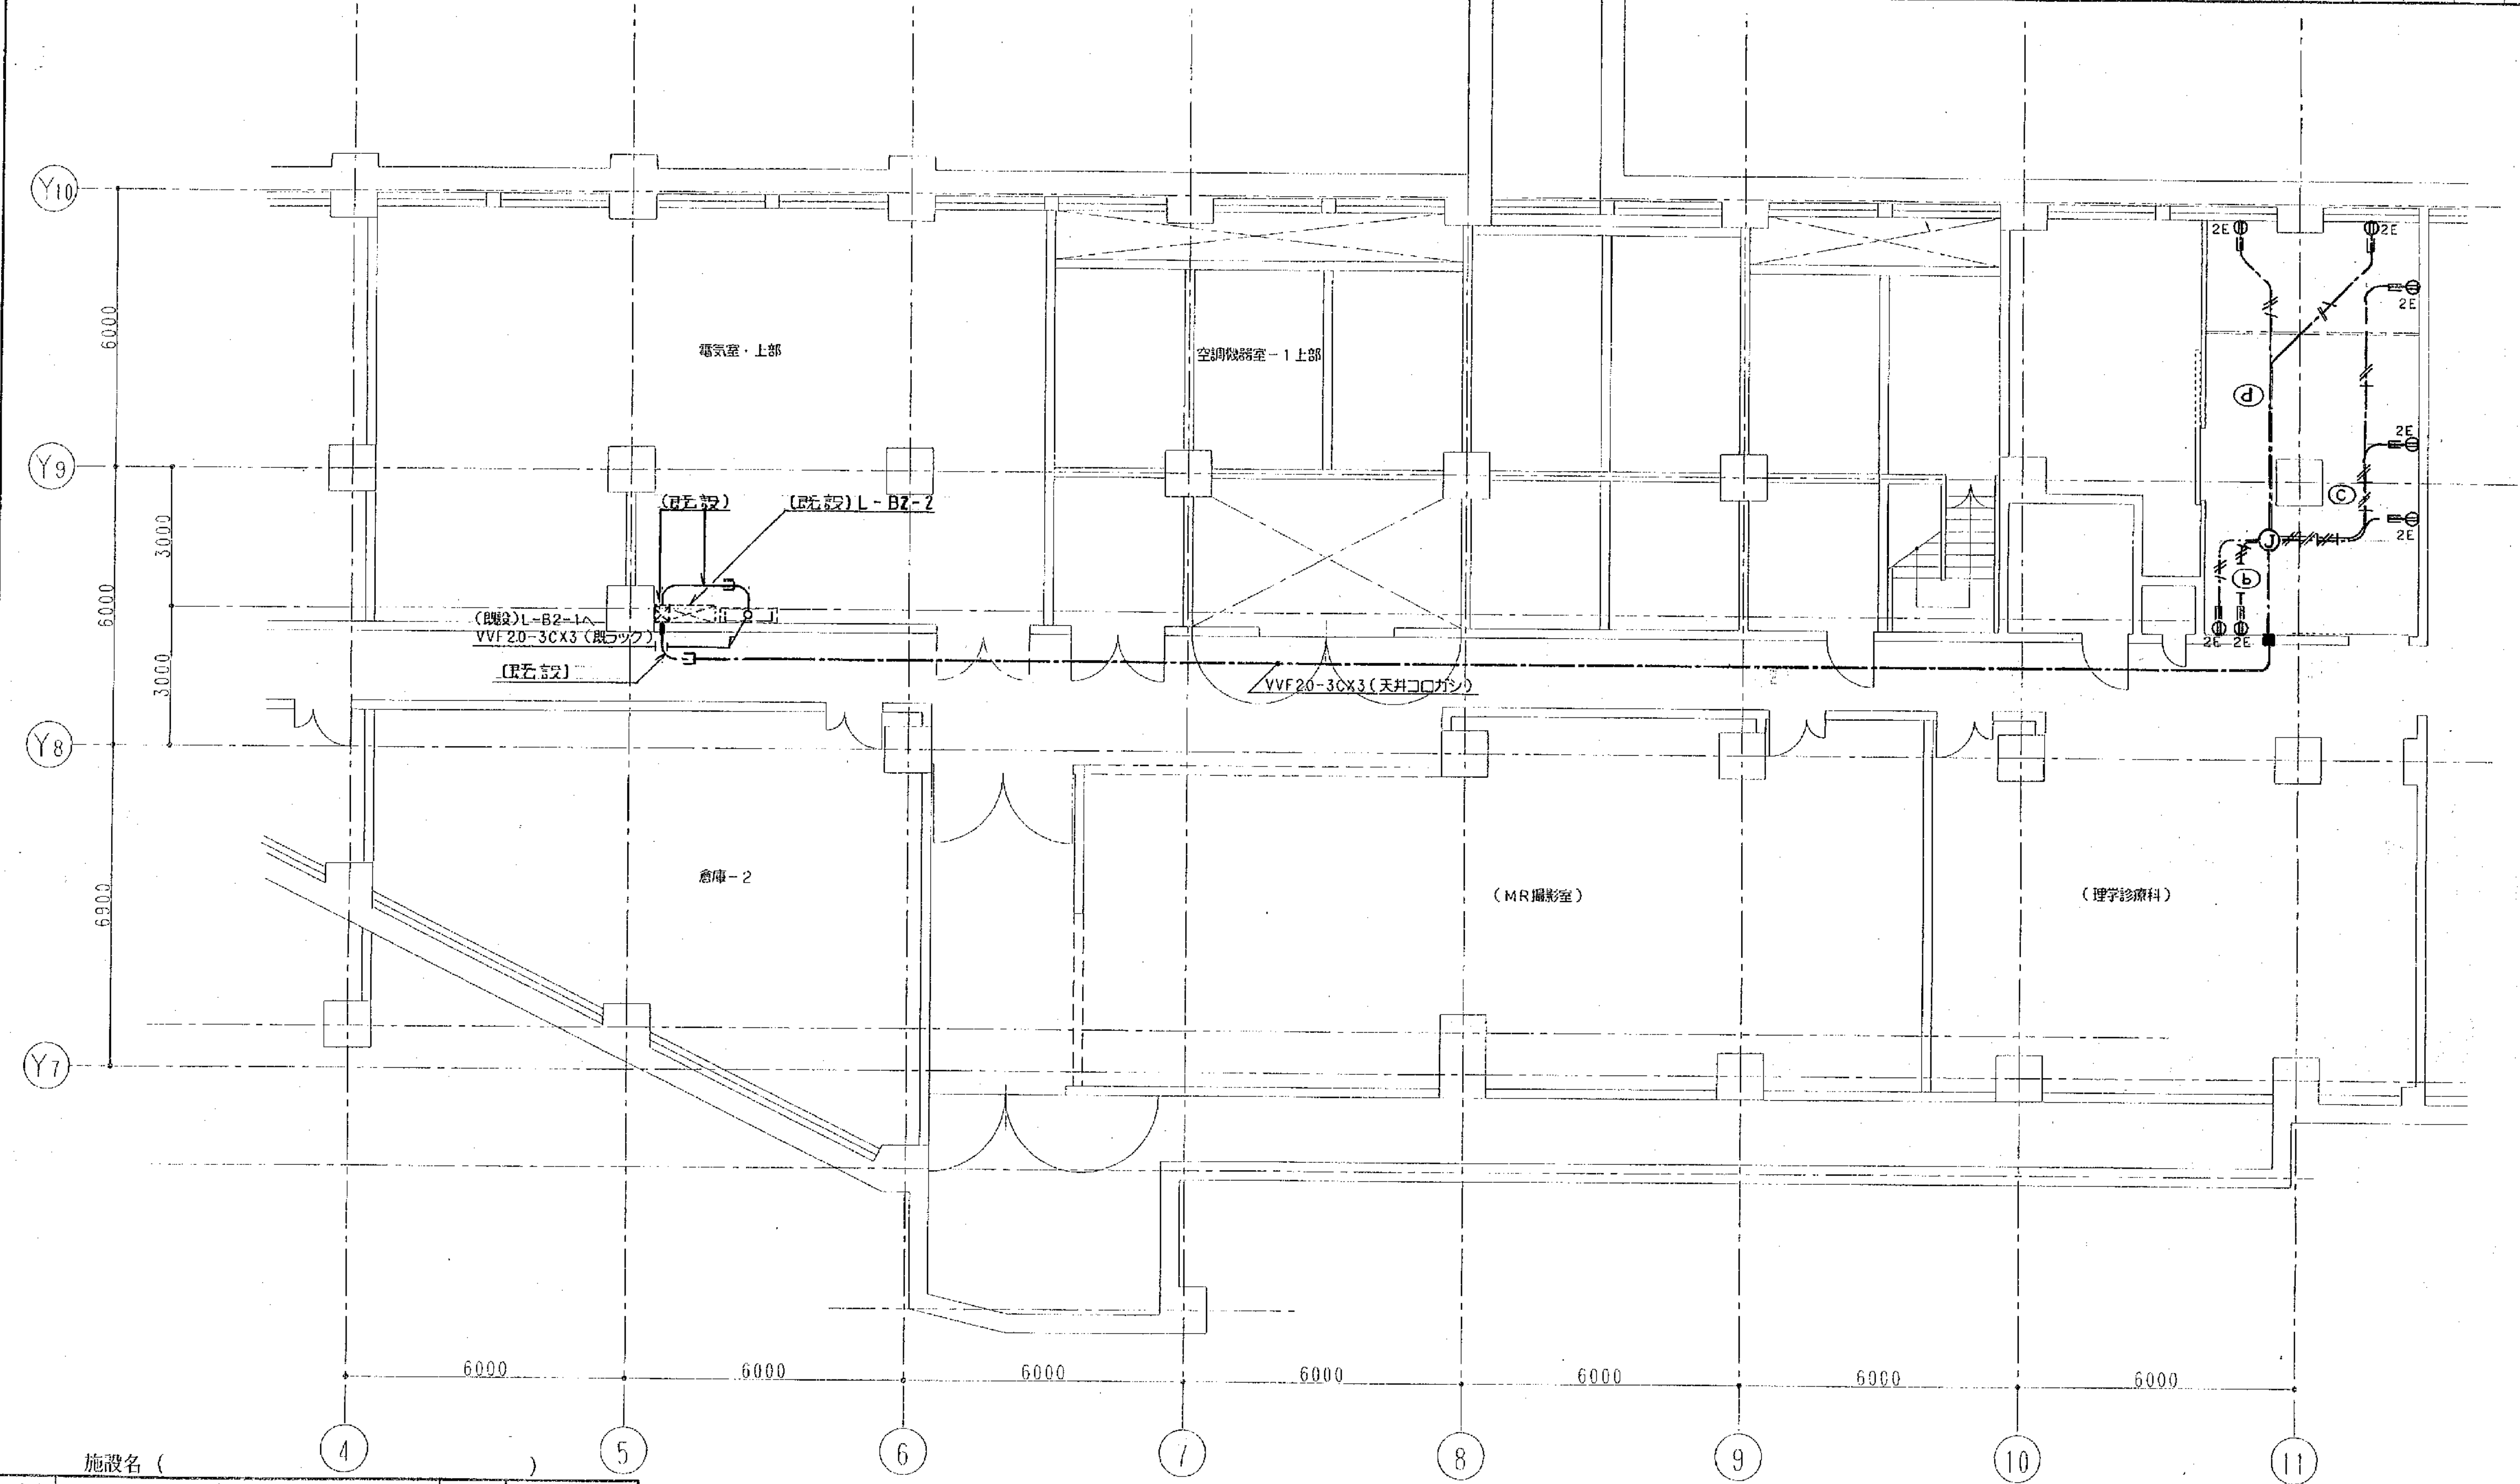 Y10
2E
2E
6000
2E
電気室・上部
空調機器室-1上部
d
2E
Y9
(既設)
(既設)L-B2-2
C
3000
2E
J
6000
b
(既設)L-B2-1へ
VVF2.0-3CX3(既ラック)
2E 2E
(既設)
3000
VVF2.0-3CX3(天井コロガシ)
Y8
倉庫-2
(MR撮影室)
(理学診療科)
6900
Y7
6000 6000 6000 6000 6000 6000 6000
4 5 6 7 8 9 10 11
施設名( )